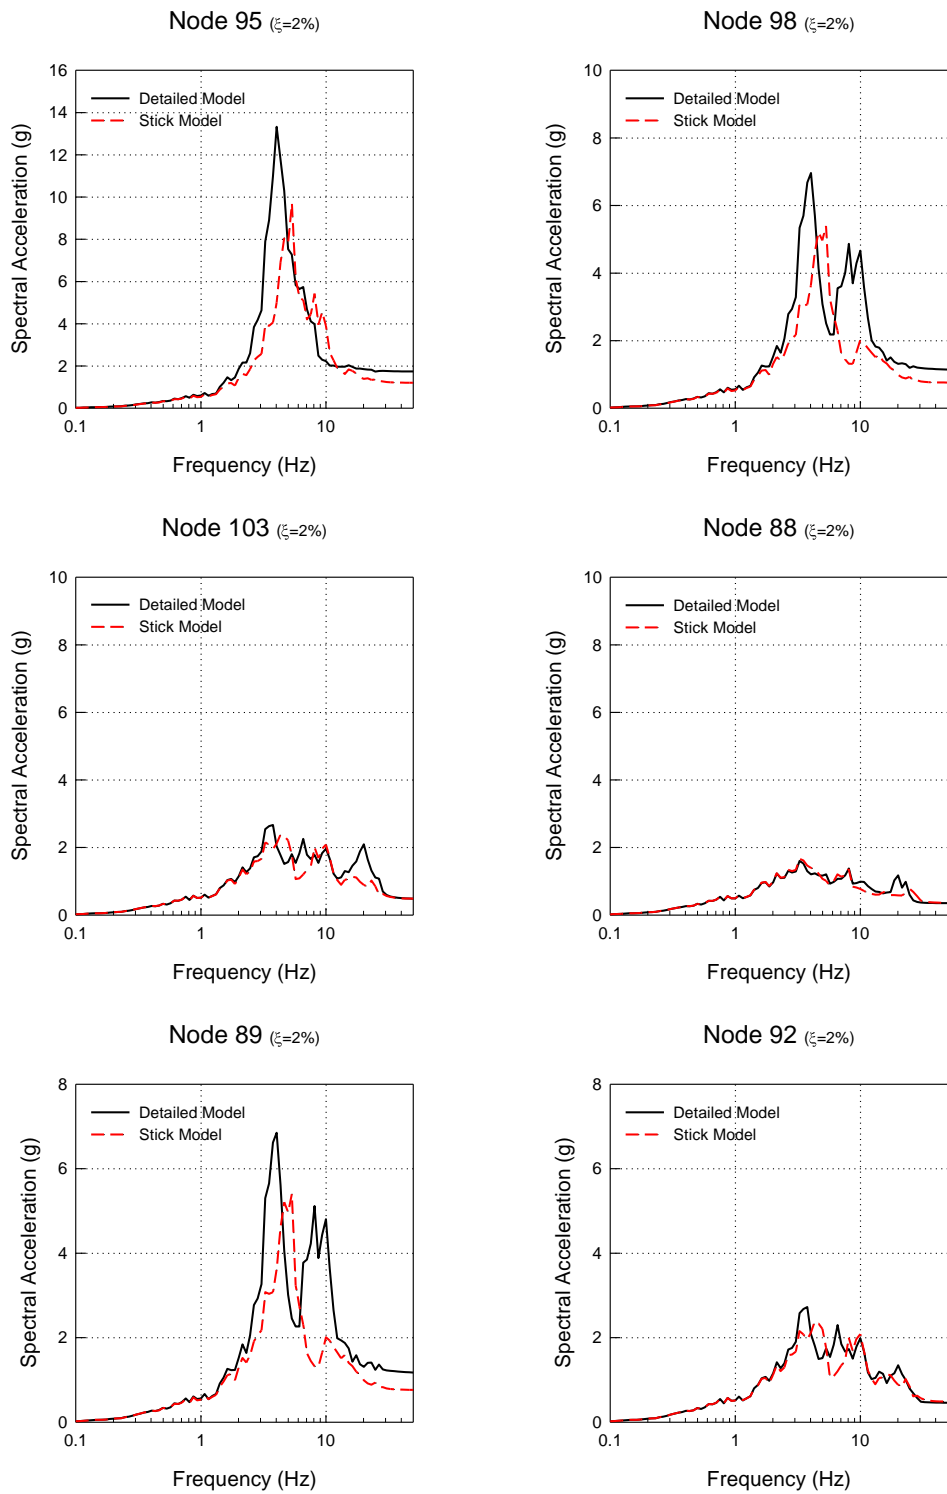 Node 95 (ξ=2%)
Node 98 (ξ=2%)
16
14
12
10
8
6
4
2
0
Spectral Acceleration (g)
Detailed Model
Stick Model
0.1
1
10
Frequency (Hz)
10
8
6
4
2
0
Spectral Acceleration (g)
Detailed Model
Stick Model
0.1
1
10
Frequency (Hz)
Node 103 (ξ=2%)
Node 88 (ξ=2%)
10
8
6
4
2
0
Spectral Acceleration (g)
Detailed Model
Stick Model
0.1
1
10
Frequency (Hz)
10
8
6
4
2
0
Spectral Acceleration (g)
Detailed Model
Stick Model
0.1
1
10
Frequency (Hz)
Node 89 (ξ=2%)
Node 92 (ξ=2%)
8
6
4
2
0
Spectral Acceleration (g)
Detailed Model
Stick Model
0.1
1
10
Frequency (Hz)
8
6
4
2
0
Spectral Acceleration (g)
Detailed Model
Stick Model
0.1
1
10
Frequency (Hz)